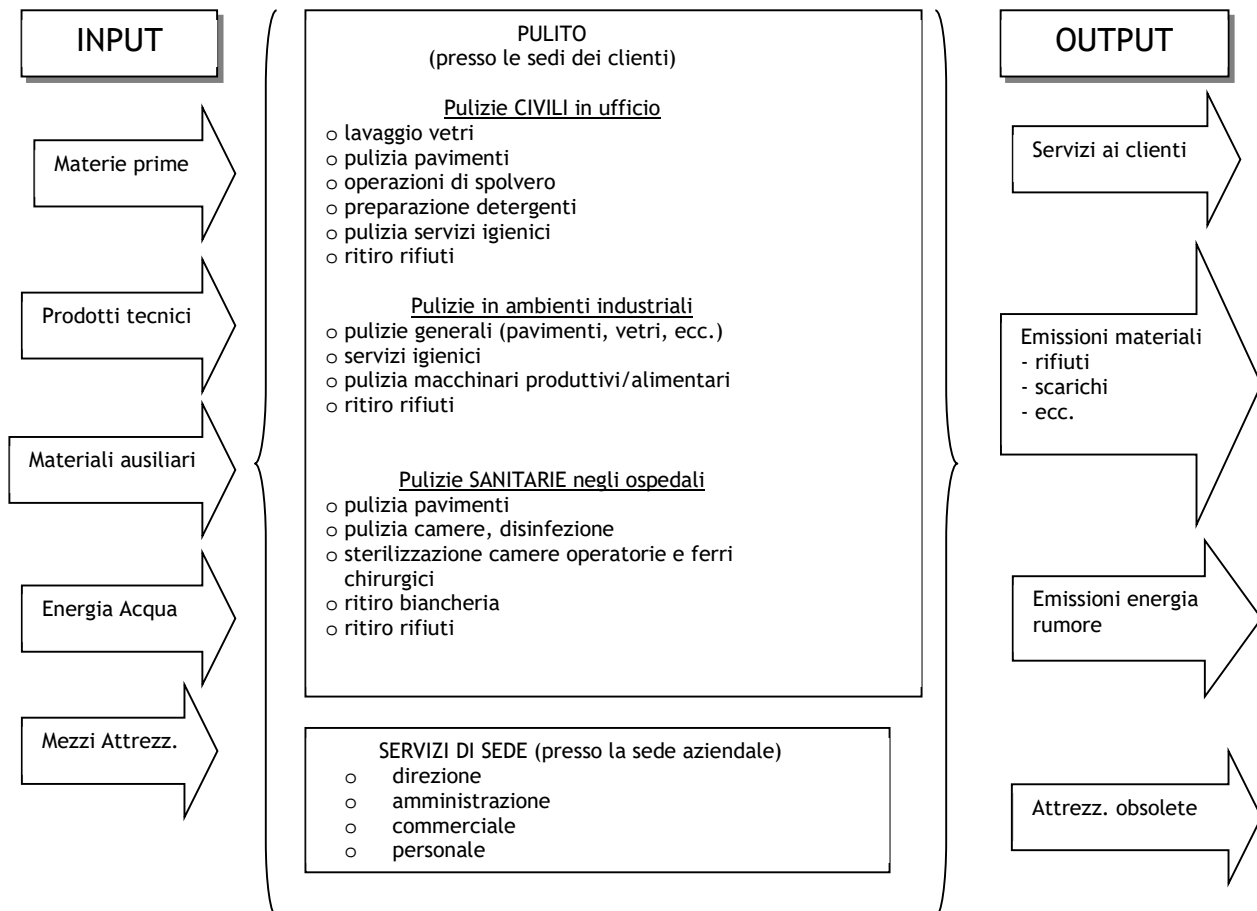 INPUT
Materie prime
Prodotti tecnici
Materiali ausiliari
Energia Acqua
Mezzi Attrezz.
PULITO
(presso le sedi dei clienti)
Pulizie CIVILI in ufficio
o lavaggio vetri
o pulizia pavimenti
o operazioni di spolvero
o preparazione detergenti
o pulizia servizi igienici
o ritiro rifiuti
Pulizie in ambienti industriali
o pulizie generali (pavimenti, vetri, ecc.)
o servizi igienici
o pulizia macchinari produttivi/alimentari
o ritiro rifiuti
Pulizie SANITARIE negli ospedali
o pulizia pavimenti
o pulizia camere, disinfezione
o sterilizzazione camere operatorie e ferri
chirurgici
o ritiro biancheria
o ritiro rifiuti
SERVIZI DI SEDE (presso la sede aziendale)
o direzione
o amministrazione
o commerciale
o personale
OUTPUT
Servizi ai clienti
Emissioni materiali
- rifiuti
- scarichi
- ecc.
Emissioni energia
rumore
Attrezz. obsolete